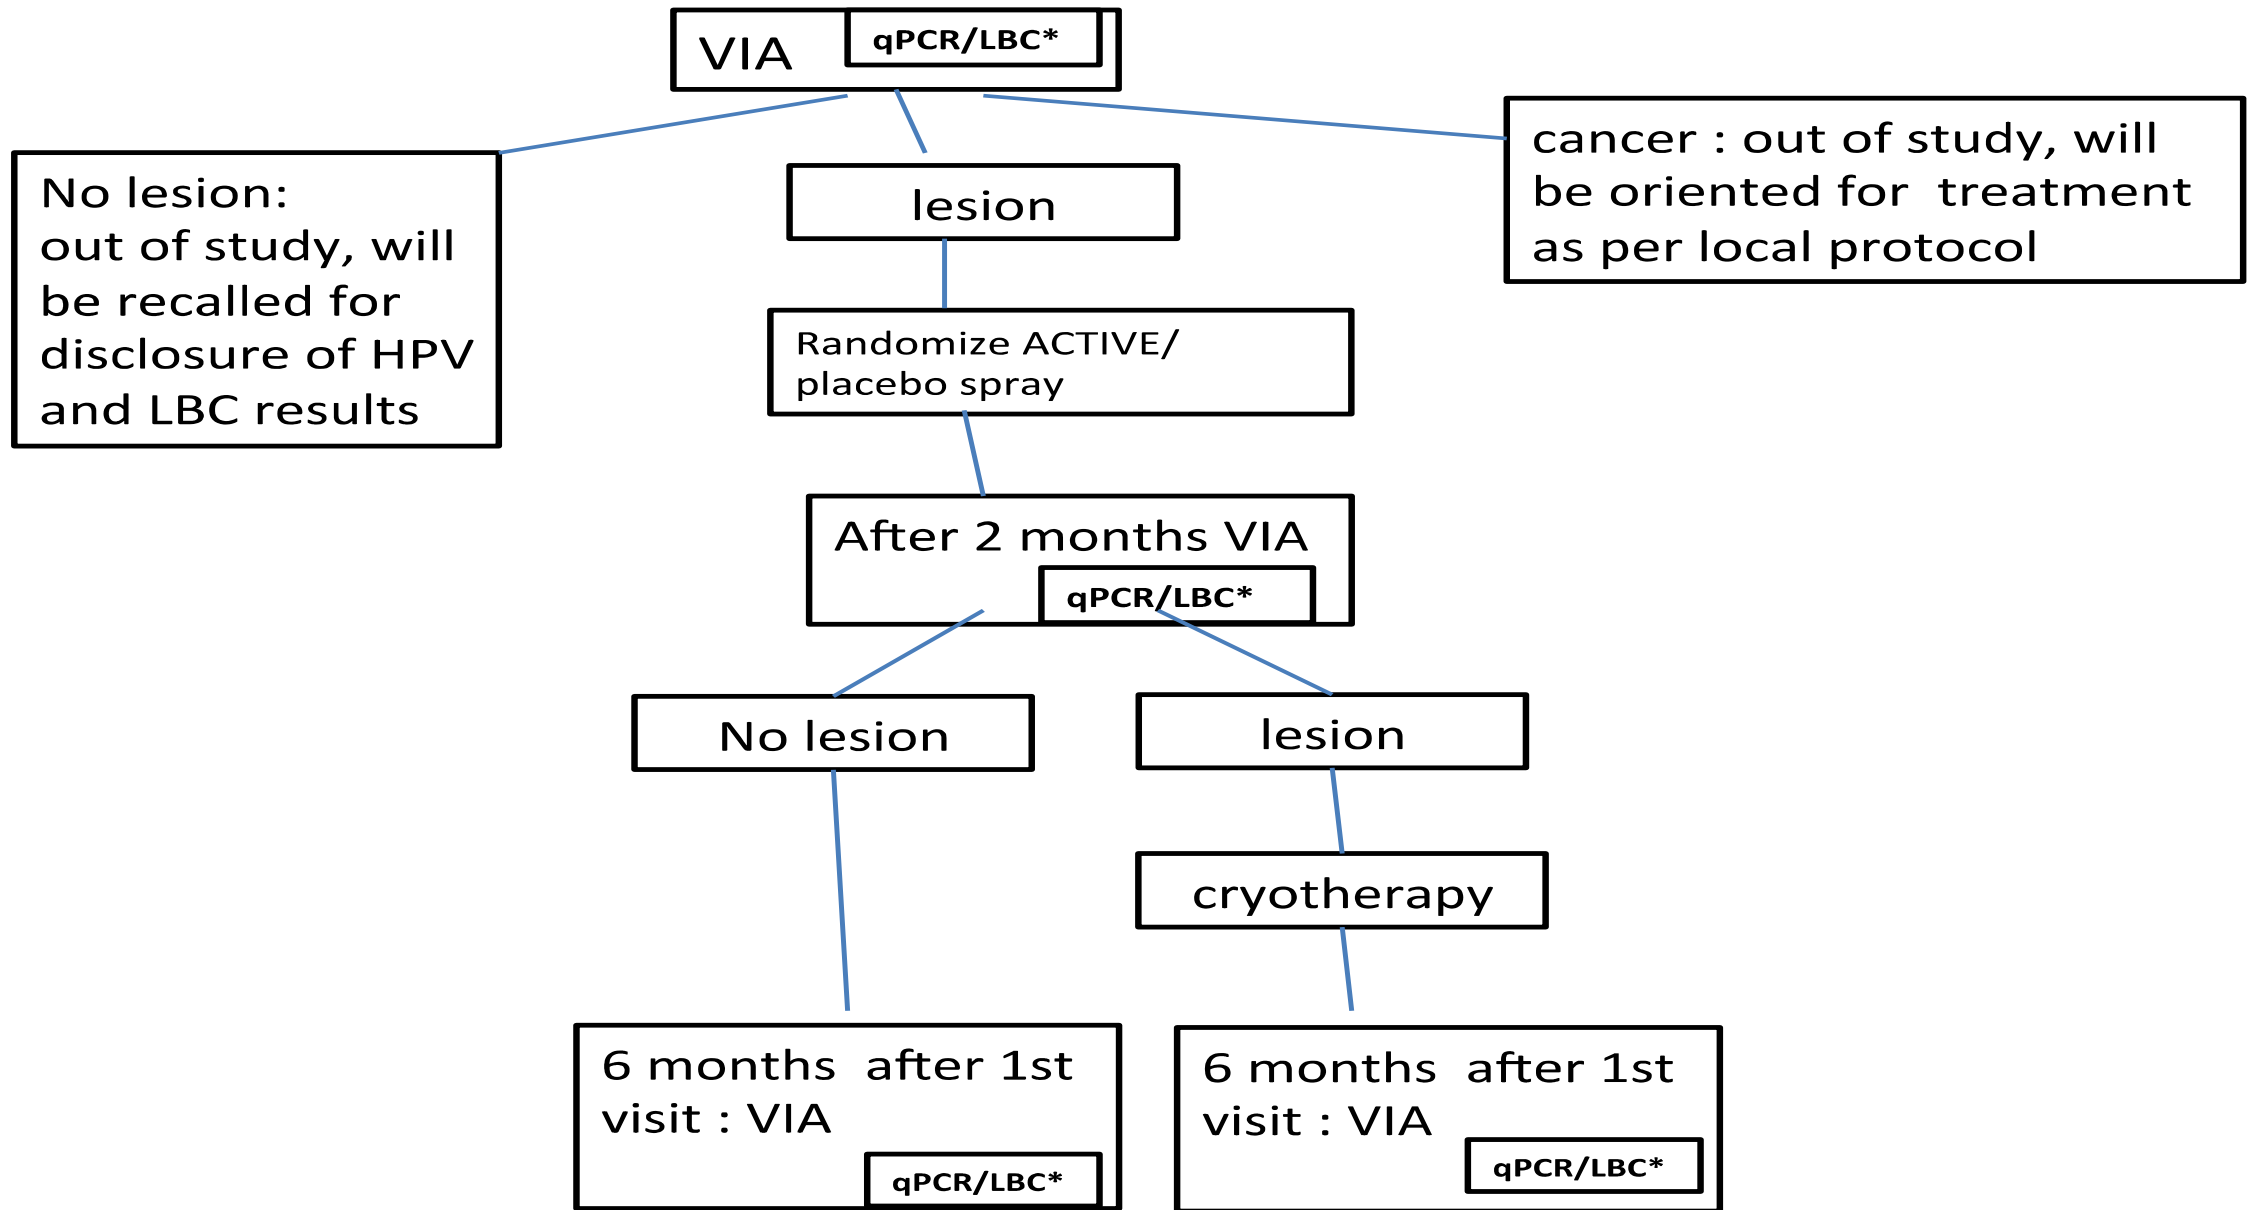 VIA
qPCR/LBC*
No lesion:
out of study, will
be recalled for
disclosure of HPV
and LBC results
lesion
cancer : out of study, will
be oriented for  treatment
as per local protocol
Randomize ACTIVE/
placebo spray
After 2 months VIA
qPCR/LBC*
No lesion
lesion
cryotherapy
6 months  after 1st
visit : VIA
qPCR/LBC*
6 months  after 1st
visit : VIA
qPCR/LBC*